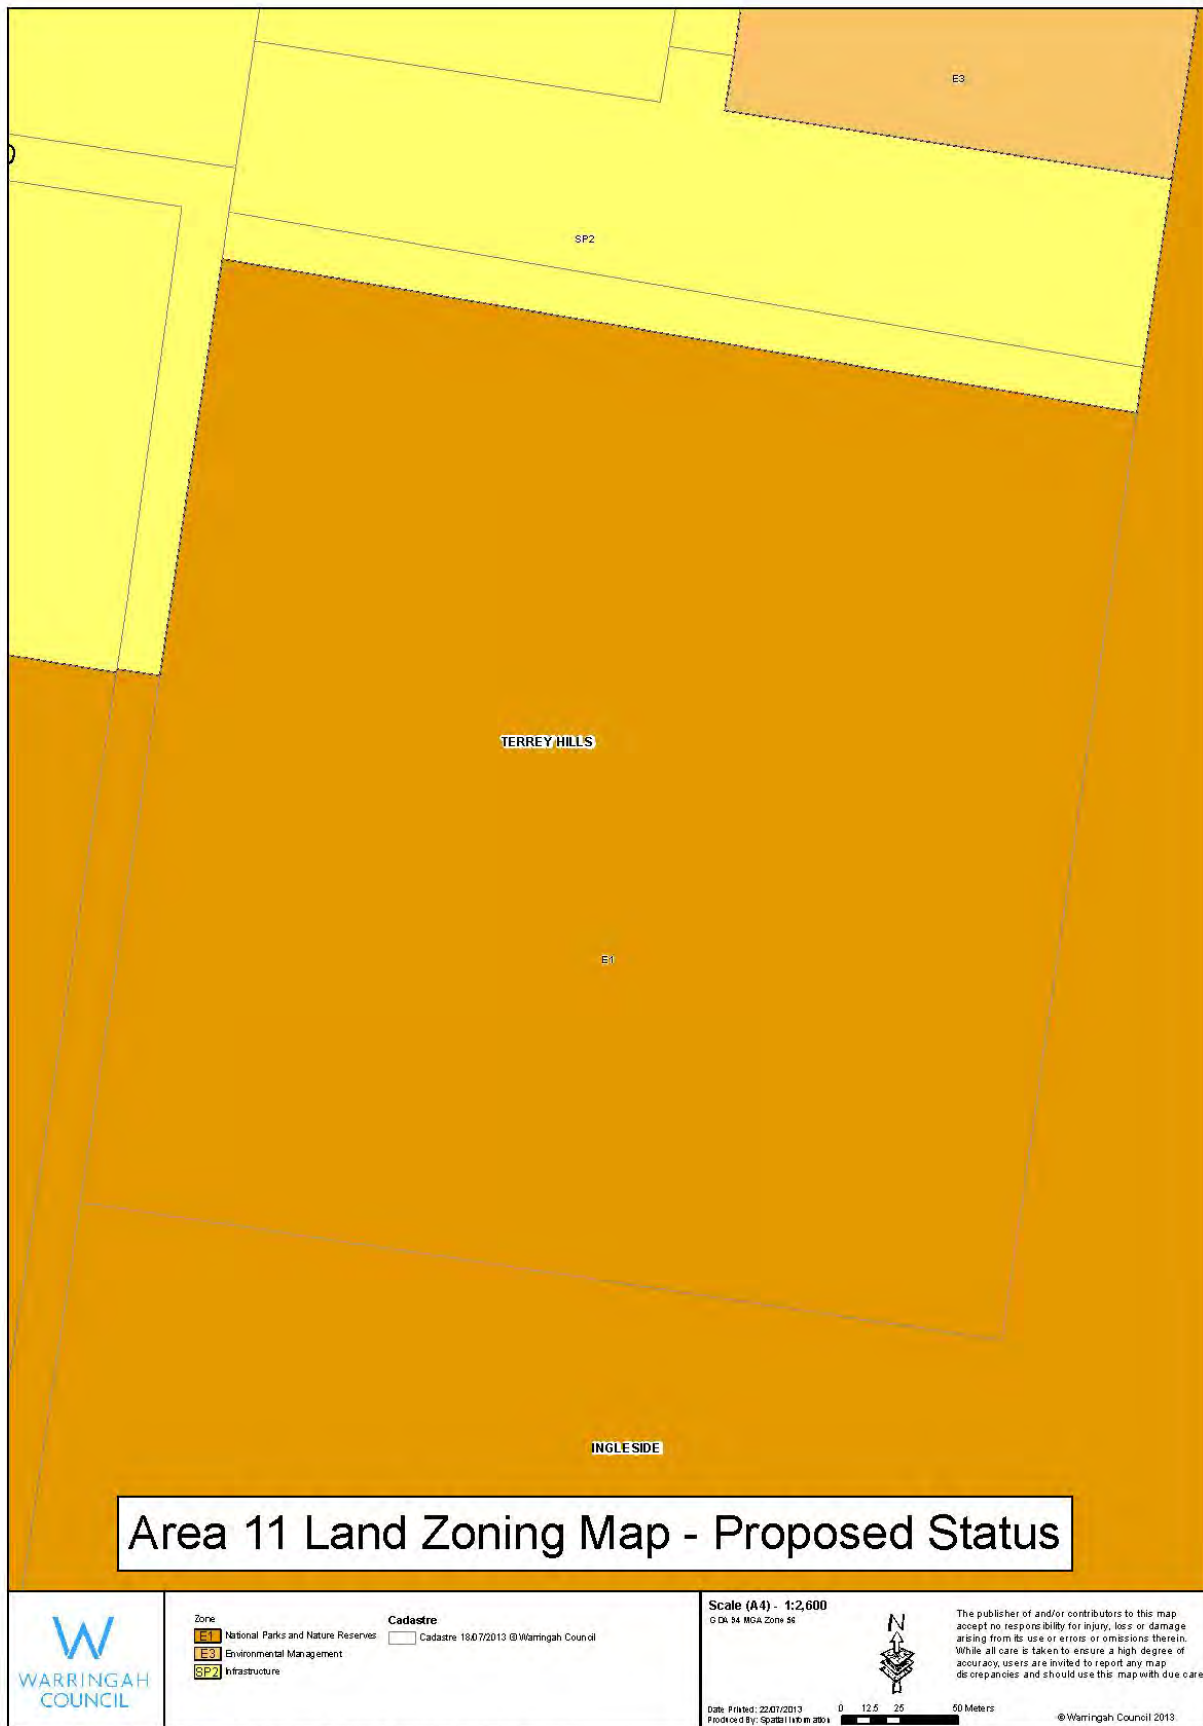 E3
SP2
TERREY HILLS
E1
INGLESIDE
Area 11 Land Zoning Map - Proposed Status
WARRINGAH
COUNCIL
Zone
E1 National Parks and Nature Reserves
E3 Environmental Management
SP2 Infrastructure
Cadastre
Cadastre 18/07/2013 © Warringah Council
Scale (A4) - 1:2,600
GDA 94 MGA Zone 56
N
Date Printed: 22/07/2013
Produced By: Spatial Information
0 12.5 25 50 Meters
The publisher of and/or contributors to this map
accept no responsibility for injury, loss or damage
arising from its use or errors or omissions therein.
While all care is taken to ensure a high degree of
accuracy, users are invited to report any map
discrepancies and should use this map with due care
© Warringah Council 2013.